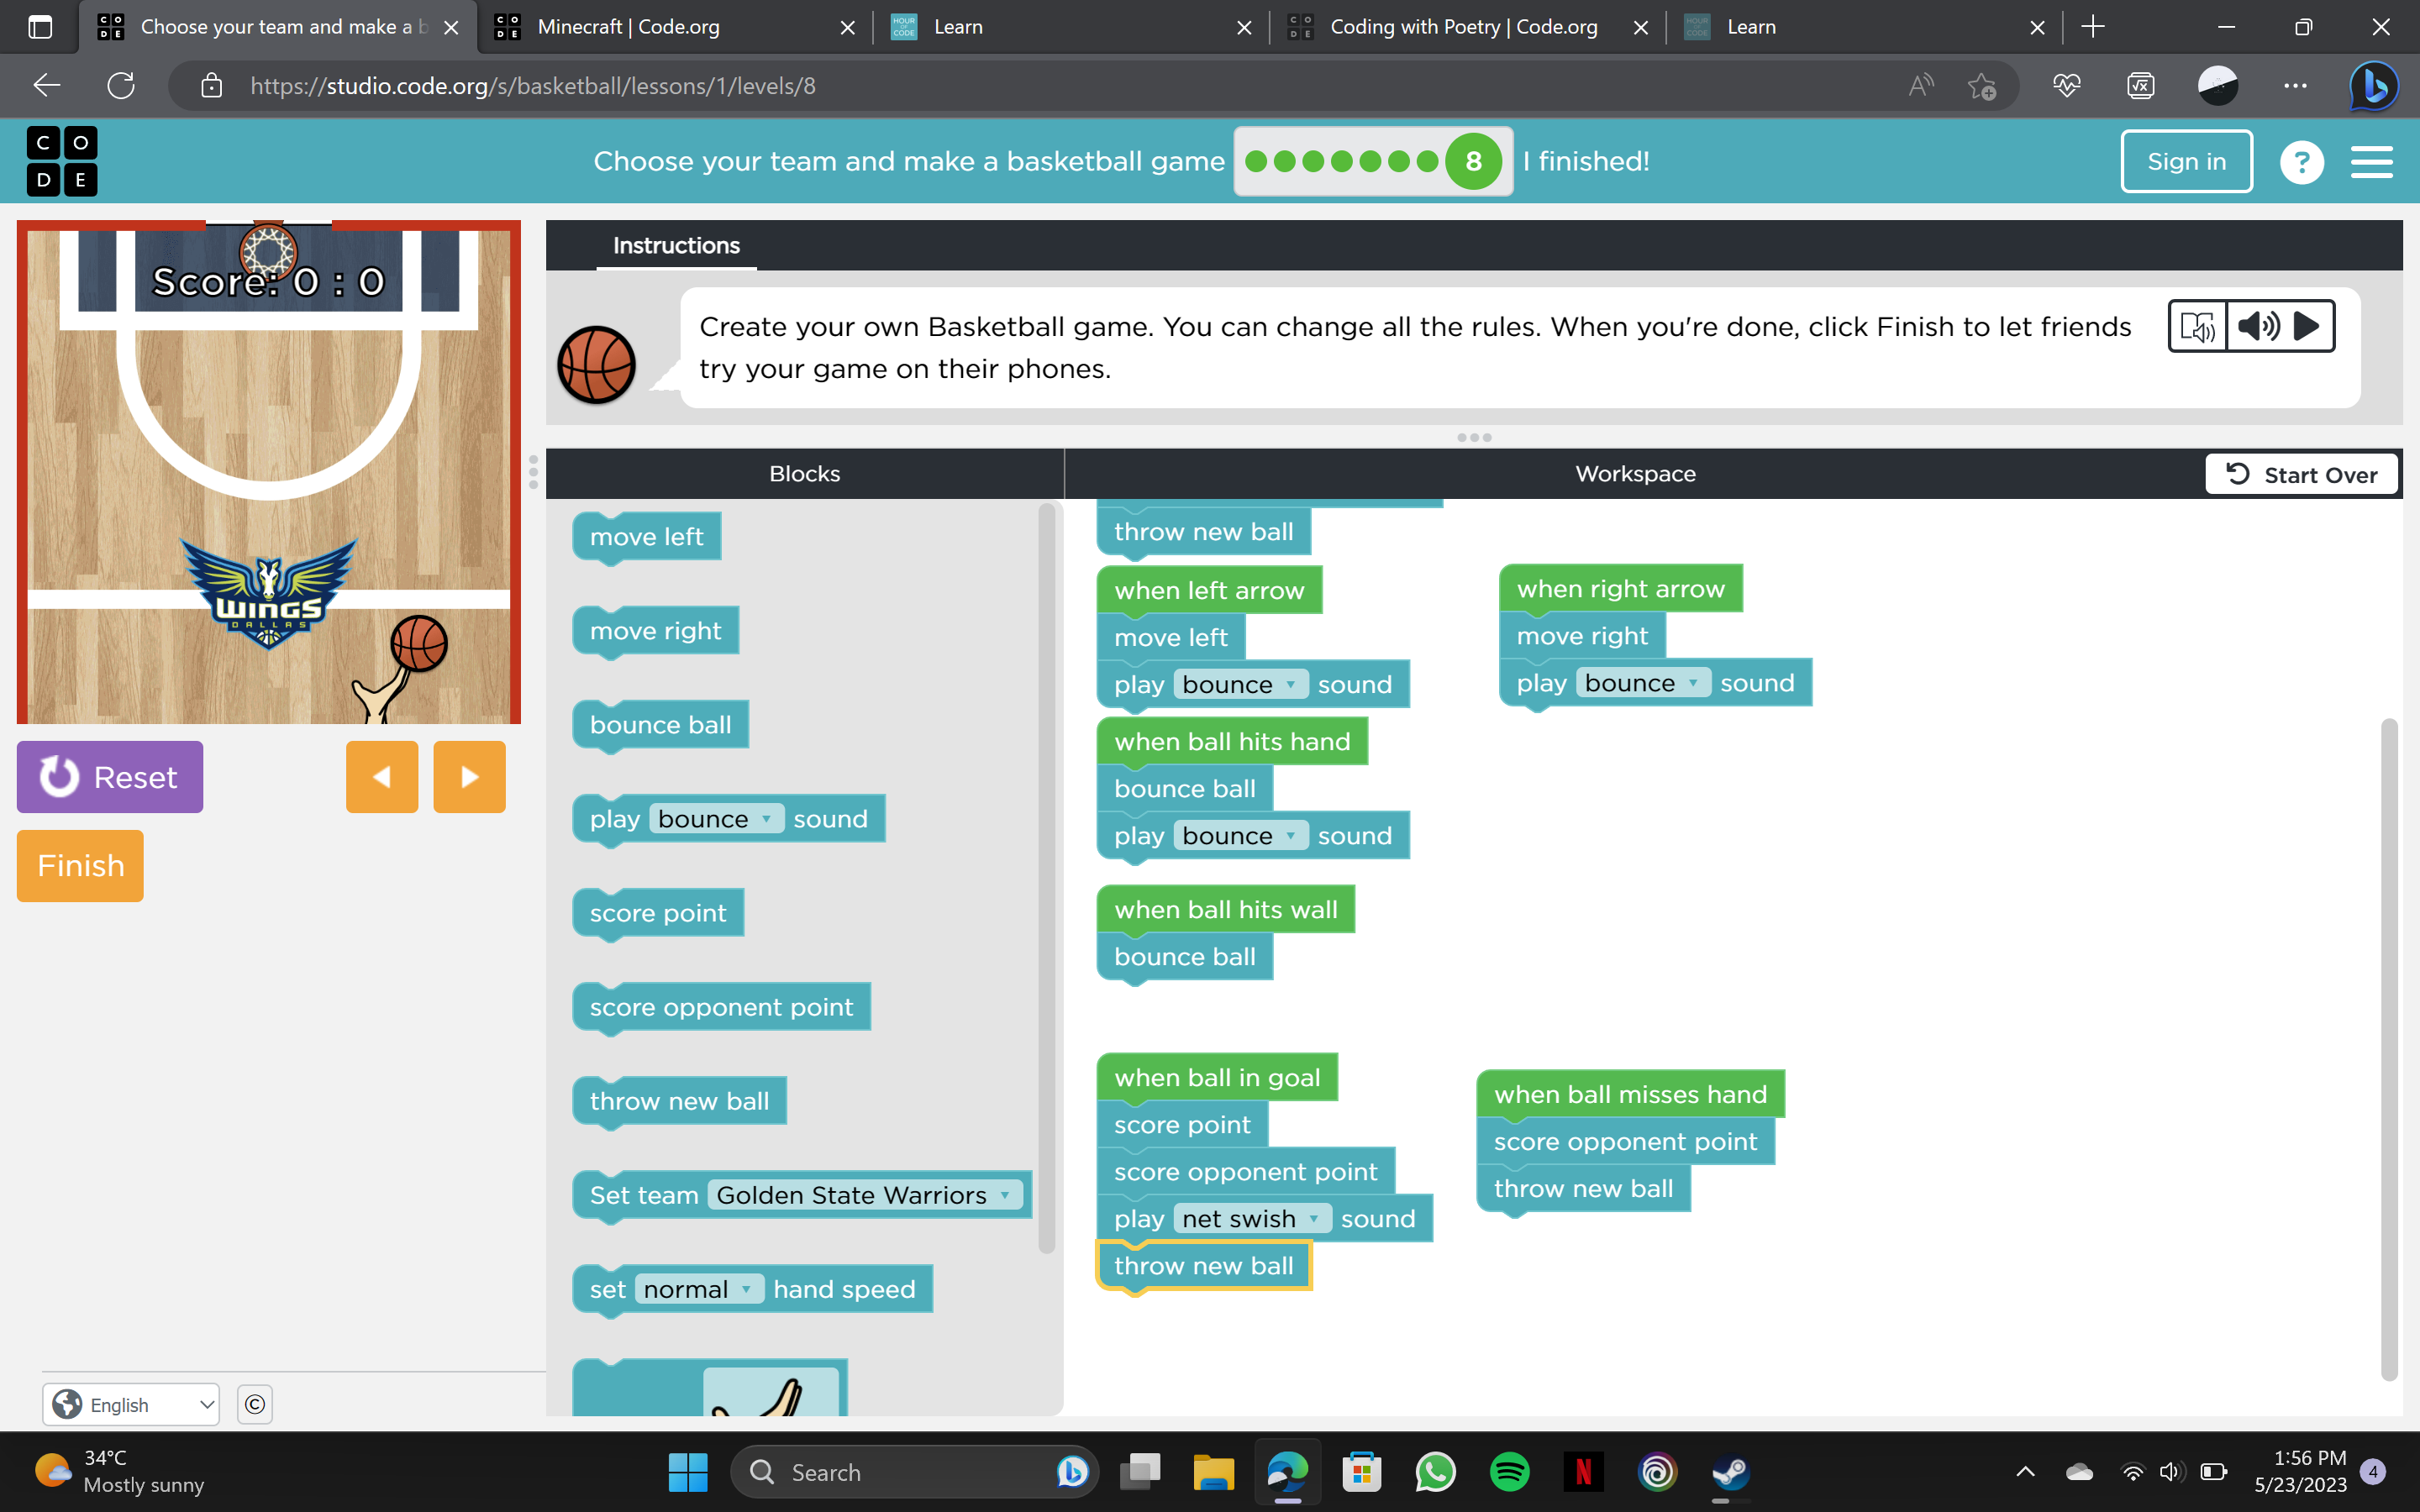 Choose your team and make a b
Minecraft | Code.org
Learn
Coding with Poetry | Code.org
Learn
https://studio.code.org/s/basketball/lessons/1/levels/8
C O
D E
Choose your team and make a basketball game
8
I finished!
Sign in
?
Score: 0 : 0
WINGS
DALLAS
Reset
Finish
Instructions
Create your own Basketball game. You can change all the rules. When you're done, click Finish to let friends
try your game on their phones.
Blocks
Workspace
Start Over
move left
move right
bounce ball
play bounce sound
score point
score opponent point
throw new ball
Set team Golden State Warriors
set normal hand speed
throw new ball
when left arrow
move left
play bounce sound
when right arrow
move right
play bounce sound
when ball hits hand
bounce ball
play bounce sound
when ball hits wall
bounce ball
when ball in goal
score point
score opponent point
play net swish sound
throw new ball
when ball misses hand
score opponent point
throw new ball
English
©
34°C
Mostly sunny
Search
1:56 PM
5/23/2023
4